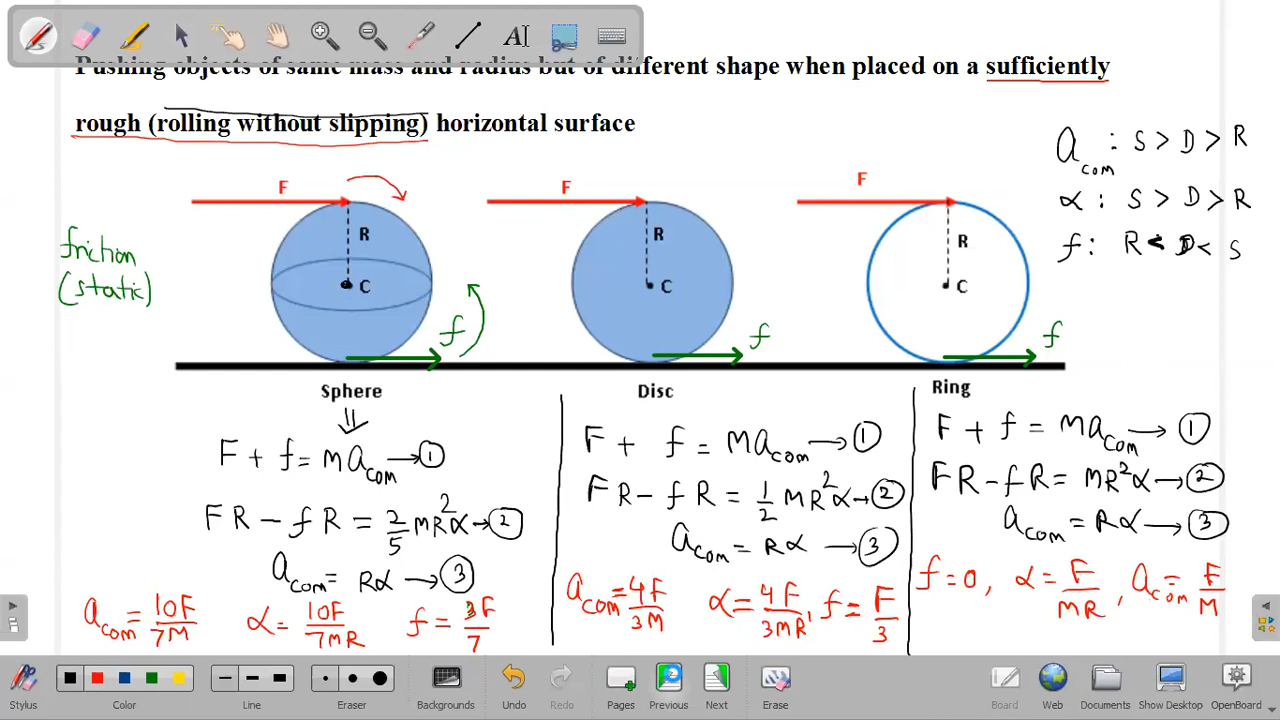 Pushing objects of same mass and radius but of different shape when placed on a sufficiently
rough (rolling without slipping) horizontal surface
a_com : S > D > R
α : S > D > R
f : R < D < S
friction
(static)
F
R
C
f
Sphere
F
R
C
f
Disc
F
R
C
f
Ring
F + f = Ma_com → ①
FR - fR = 2/5 MR²α → ②
a_com = Rα → ③
a_com = 10F/7M α = 10F/7MR f = 3F/7
F + f = Ma_com → ①
FR - fR = 1/2 MR²α → ②
a_com = Rα → ③
a_com = 4F/3M α = 4F/3MR , f = F/3
F + f = Ma_com → ①
FR - fR = MR²α → ②
a_com = Rα → ③
f = 0 , α = F/MR , a_com = F/M
Stylus
Color
Line
Eraser
Backgrounds
Undo
Redo
Pages
Previous
Next
Erase
Board
Web
Documents
Show Desktop
OpenBoard